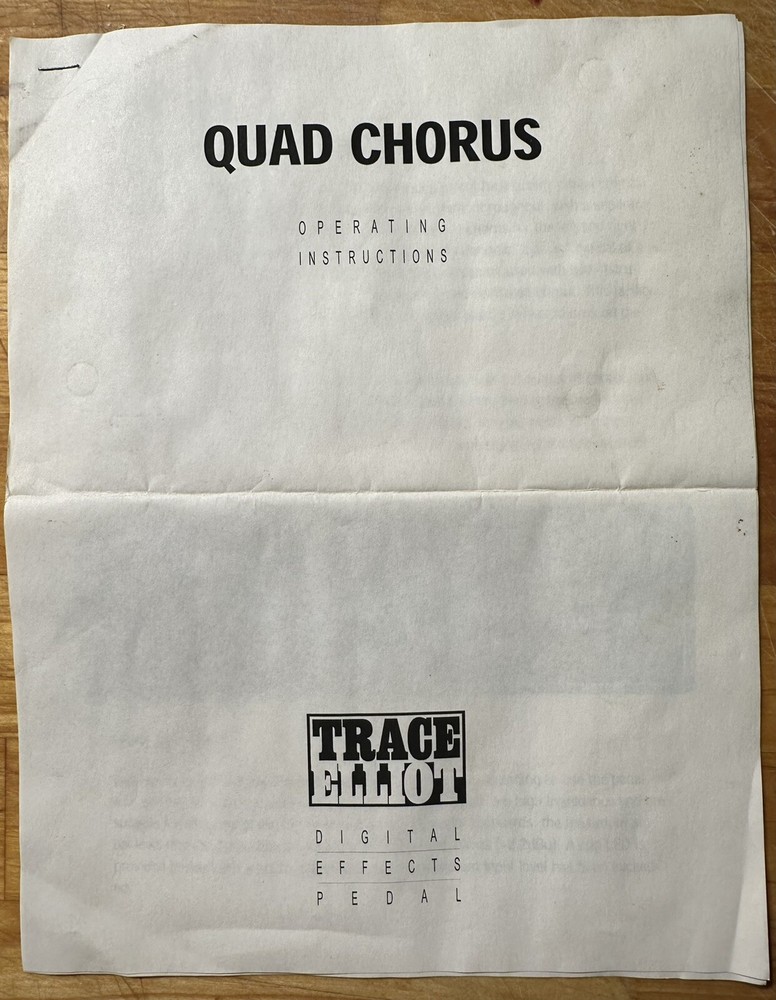 QUAD CHORUS
OPERATING
INSTRUCTIONS
TRACE
ELLIOT
DIGITAL
EFFECTS
PEDAL